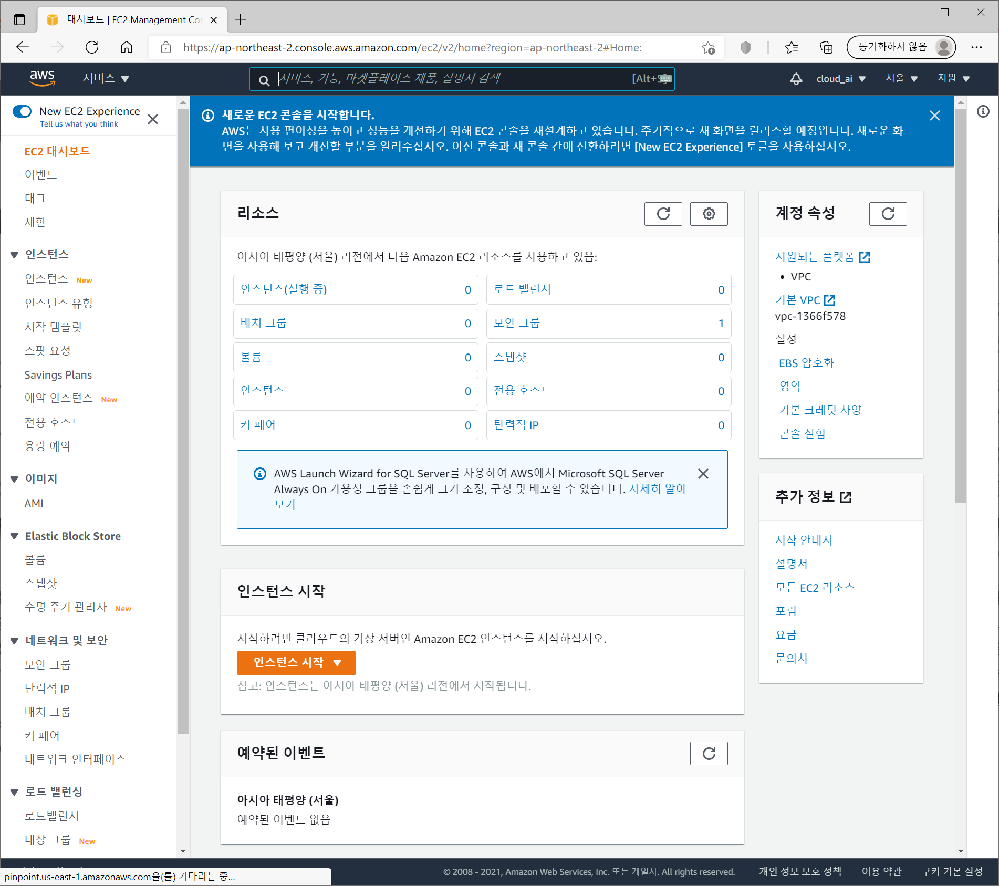 대시보드 | EC2 Management Cor
https://ap-northeast-2.console.aws.amazon.com/ec2/v2/home?region=ap-northeast-2#Home:
동기화하지 않음
aws
서비스
서비스, 기능, 마켓플레이스 제품, 설명서 검색
[Alt+S]
cloud_ai
서울
지원
New EC2 Experience
Tell us what you think
EC2 대시보드
이벤트
태그
제한
인스턴스
인스턴스 New
인스턴스 유형
시작 템플릿
스팟 요청
Savings Plans
예약 인스턴스 New
전용 호스트
용량 예약
이미지
AMI
Elastic Block Store
볼륨
스냅샷
수명 주기 관리자 New
네트워크 및 보안
보안 그룹
탄력적 IP
배치 그룹
키 페어
네트워크 인터페이스
로드 밸런싱
로드밸런서
대상 그룹 New
새로운 EC2 콘솔을 시작합니다.
AWS는 사용 편이성을 높이고 성능을 개선하기 위해 EC2 콘솔을 재설계하고 있습니다. 주기적으로 새 화면을 릴리스할 예정입니다. 새로운 화
면을 사용해 보고 개선할 부분을 알려주십시오. 이전 콘솔과 새 콘솔 간에 전환하려면 [New EC2 Experience] 토글을 사용하십시오.
리소스
아시아 태평양 (서울) 리전에서 다음 Amazon EC2 리소스를 사용하고 있음:
인스턴스(실행 중) 0
로드 밸런서 0
배치 그룹 0
보안 그룹 1
볼륨 0
스냅샷 0
인스턴스 0
전용 호스트 0
키 페어 0
탄력적 IP 0
AWS Launch Wizard for SQL Server를 사용하여 AWS에서 Microsoft SQL Server
Always On 가용성 그룹을 손쉽게 크기 조정, 구성 및 배포할 수 있습니다. 자세히 알아
보기
인스턴스 시작
시작하려면 클라우드의 가상 서버인 Amazon EC2 인스턴스를 시작하십시오.
인스턴스 시작
참고: 인스턴스는 아시아 태평양 (서울) 리전에서 시작됩니다.
예약된 이벤트
아시아 태평양 (서울)
예약된 이벤트 없음
계정 속성
지원되는 플랫폼
• VPC
기본 VPC
vpc-1366f578
설정
EBS 암호화
영역
기본 크레딧 사양
콘솔 실험
추가 정보
시작 안내서
설명서
모든 EC2 리소스
포럼
요금
문의처
pinpoint.us-east-1.amazonaws.com을(를) 기다리는 중...
© 2008 - 2021, Amazon Web Services, Inc. 또는 계열사. All rights reserved.
개인 정보 보호 정책
이용 약관
쿠키 기본 설정